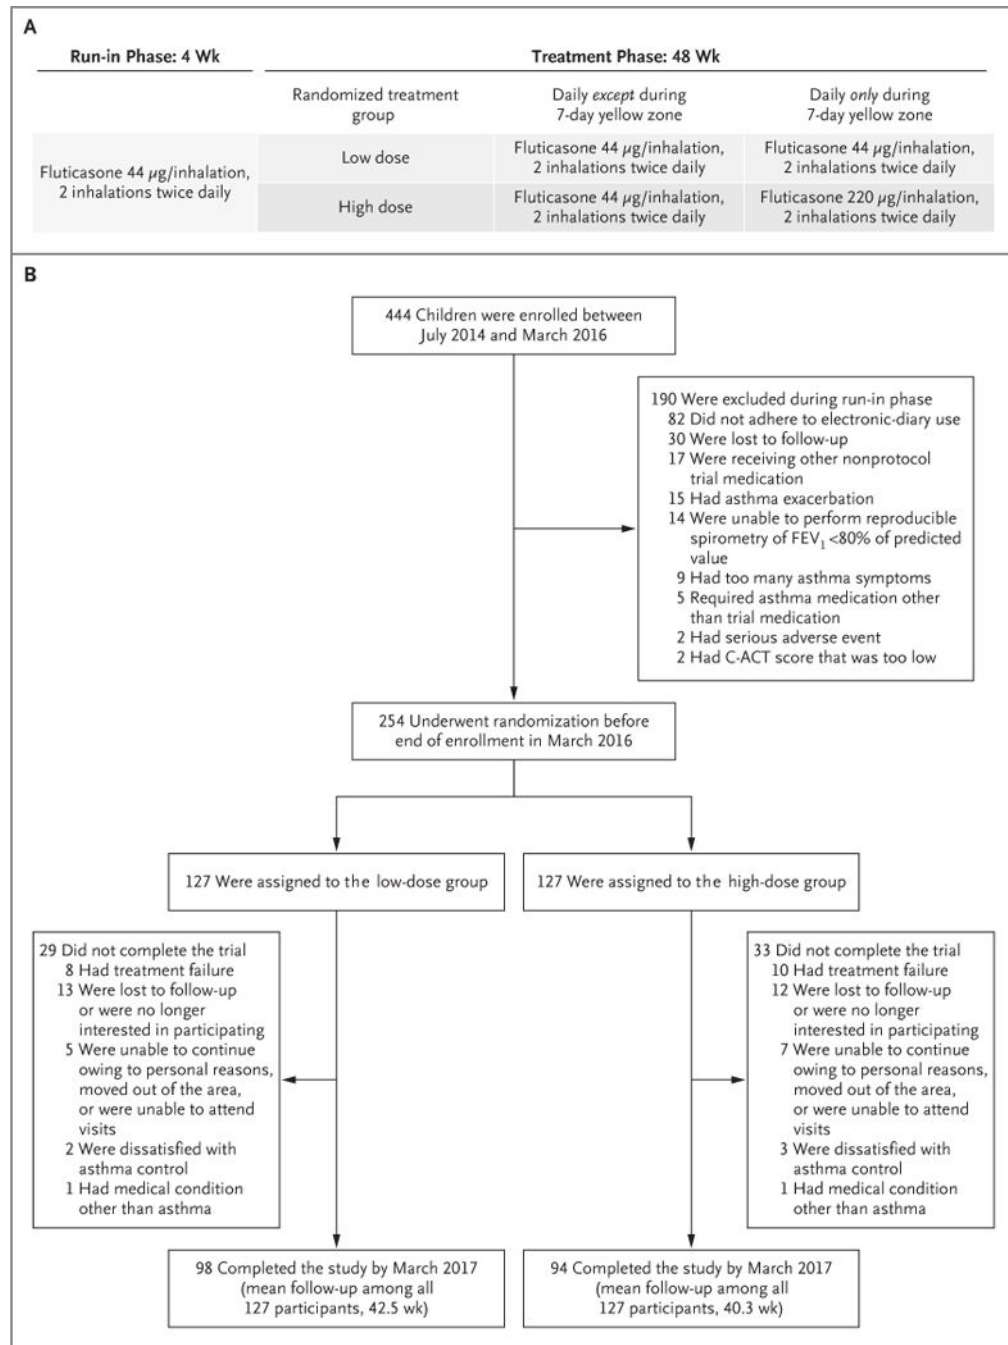 A
Run-in Phase: 4 Wk
Treatment Phase: 48 Wk
Randomized treatment
group
Daily except during
7-day yellow zone
Daily only during
7-day yellow zone
Fluticasone 44 µg/inhalation,
2 inhalations twice daily
Low dose
Fluticasone 44 µg/inhalation,
2 inhalations twice daily
Fluticasone 44 µg/inhalation,
2 inhalations twice daily
High dose
Fluticasone 44 µg/inhalation,
2 inhalations twice daily
Fluticasone 220 µg/inhalation,
2 inhalations twice daily
B
444 Children were enrolled between
July 2014 and March 2016
190 Were excluded during run-in phase
82 Did not adhere to electronic-diary use
30 Were lost to follow-up
17 Were receiving other nonprotocol
trial medication
15 Had asthma exacerbation
14 Were unable to perform reproducible
spirometry of FEV₁ <80% of predicted
value
9 Had too many asthma symptoms
5 Required asthma medication other
than trial medication
2 Had serious adverse event
2 Had C-ACT score that was too low
254 Underwent randomization before
end of enrollment in March 2016
127 Were assigned to the low-dose group
127 Were assigned to the high-dose group
29 Did not complete the trial
8 Had treatment failure
13 Were lost to follow-up
or were no longer
interested in participating
5 Were unable to continue
owing to personal reasons,
moved out of the area,
or were unable to attend
visits
2 Were dissatisfied with
asthma control
1 Had medical condition
other than asthma
33 Did not complete the trial
10 Had treatment failure
12 Were lost to follow-up
or were no longer
interested in participating
7 Were unable to continue
owing to personal reasons,
moved out of the area,
or were unable to attend
visits
3 Were dissatisfied with
asthma control
1 Had medical condition
other than asthma
98 Completed the study by March 2017
(mean follow-up among all
127 participants, 42.5 wk)
94 Completed the study by March 2017
(mean follow-up among all
127 participants, 40.3 wk)